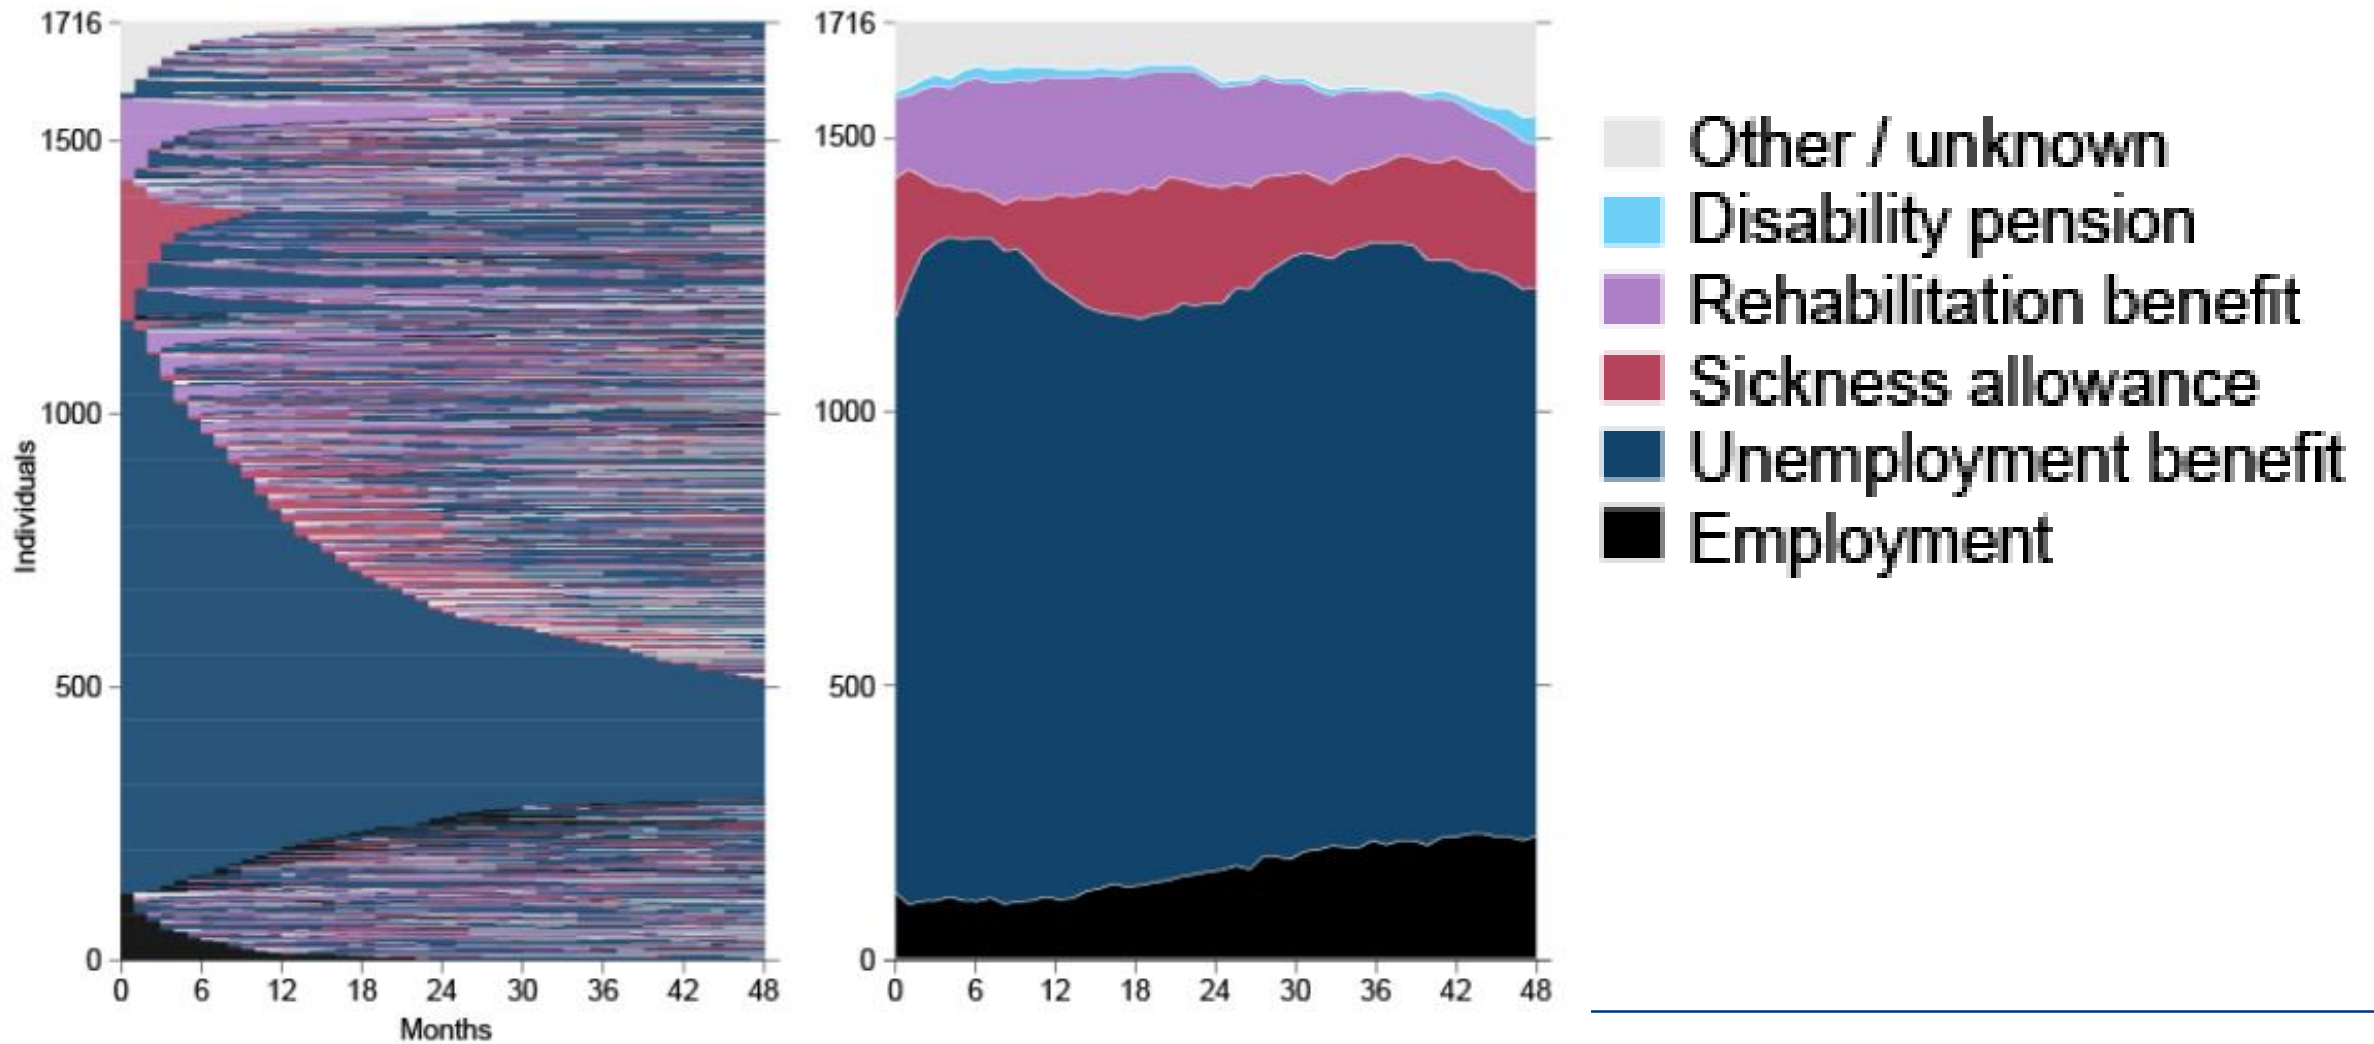 1716
1500
1000
500
0
Individuals
0 6 12 18 24 30 36 42 48
Months
1716
1500
1000
500
0
0 6 12 18 24 30 36 42 48
Other / unknown
Disability pension
Rehabilitation benefit
Sickness allowance
Unemployment benefit
Employment